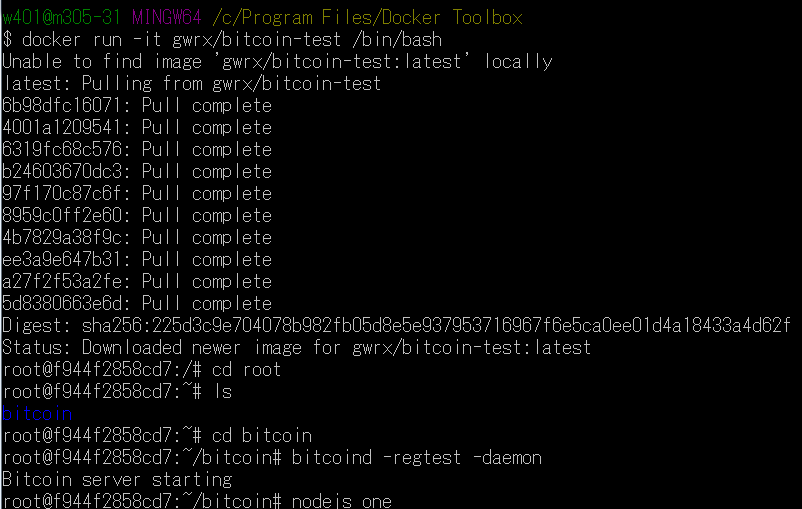 w401@m305-31 MINGW64 /c/Program Files/Docker Toolbox
$ docker run -it gwrx/bitcoin-test /bin/bash
Unable to find image 'gwrx/bitcoin-test:latest' locally
latest: Pulling from gwrx/bitcoin-test
6b98dfc16071: Pull complete
4001a1209541: Pull complete
6319fc68c576: Pull complete
b24603670dc3: Pull complete
97f170c87c6f: Pull complete
8959c0ff2e60: Pull complete
4b7829a38f9c: Pull complete
ee3a9e647b31: Pull complete
a27f2f53a2fe: Pull complete
5d8380663e6d: Pull complete
Digest: sha256:225d3c9e704078b982fb05d8e5e937953716967f6e5ca0ee01d4a18433a4d62f
Status: Downloaded newer image for gwrx/bitcoin-test:latest
root@f944f2858cd7:/# cd root
root@f944f2858cd7:~# ls
bitcoin
root@f944f2858cd7:~# cd bitcoin
root@f944f2858cd7:~/bitcoin# bitcoind -regtest -daemon
Bitcoin server starting
root@f944f2858cd7:~/bitcoin# nodejs one